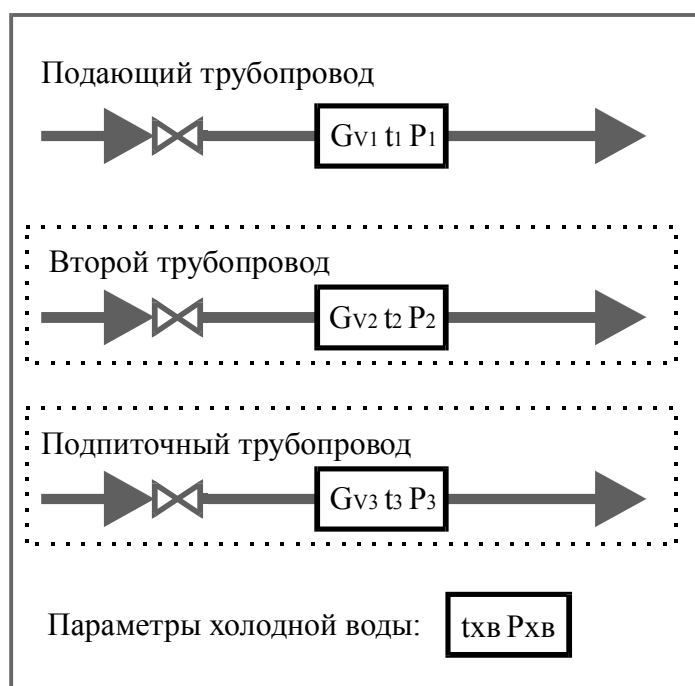 Подающий трубопровод
Gv1 t1 P1
Второй трубопровод
Gv2 t2 P2
Подпиточный трубопровод
Gv3 t3 P3
Параметры холодной воды: tхв Pхв